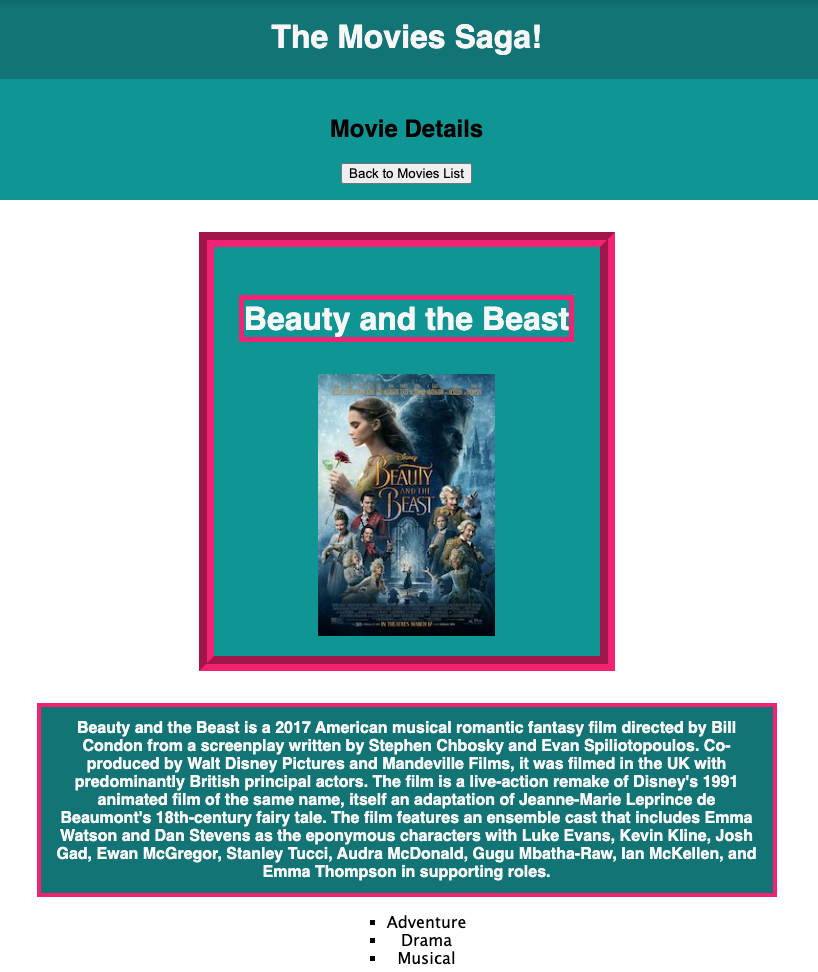 The Movies Saga!
Movie Details
Back to Movies List
Beauty and the Beast
Disney
BEAUTY
AND THE
BEAST
IN THEATRES MARCH 17
Beauty and the Beast is a 2017 American musical romantic fantasy film directed by Bill
Condon from a screenplay written by Stephen Chbosky and Evan Spiliotopoulos. Co-
produced by Walt Disney Pictures and Mandeville Films, it was filmed in the UK with
predominantly British principal actors. The film is a live-action remake of Disney's 1991
animated film of the same name, itself an adaptation of Jeanne-Marie Leprince de
Beaumont's 18th-century fairy tale. The film features an ensemble cast that includes Emma
Watson and Dan Stevens as the eponymous characters with Luke Evans, Kevin Kline, Josh
Gad, Ewan McGregor, Stanley Tucci, Audra McDonald, Gugu Mbatha-Raw, Ian McKellen, and
Emma Thompson in supporting roles.
Adventure
Drama
Musical